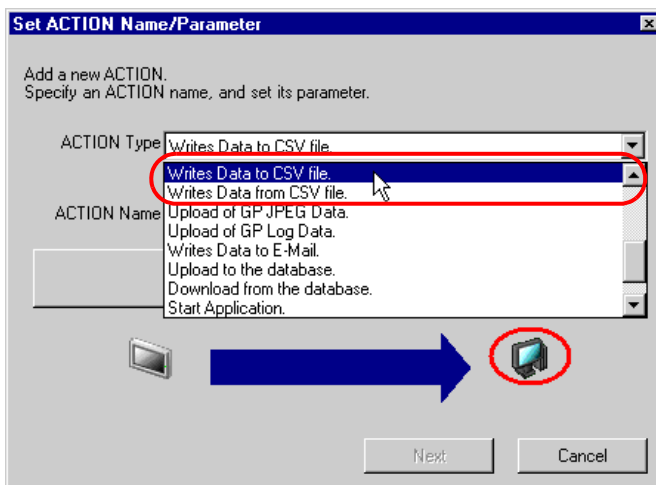 Set ACTION Name/Parameter
Add a new ACTION.
Specify an ACTION name, and set its parameter.
ACTION Type
Writes Data to CSV file.
Writes Data to CSV file.
Writes Data from CSV file.
ACTION Name
Upload of GP JPEG Data.
Upload of GP Log Data.
Writes Data to E-Mail.
Upload to the database.
Download from the database.
Start Application.
Next
Cancel